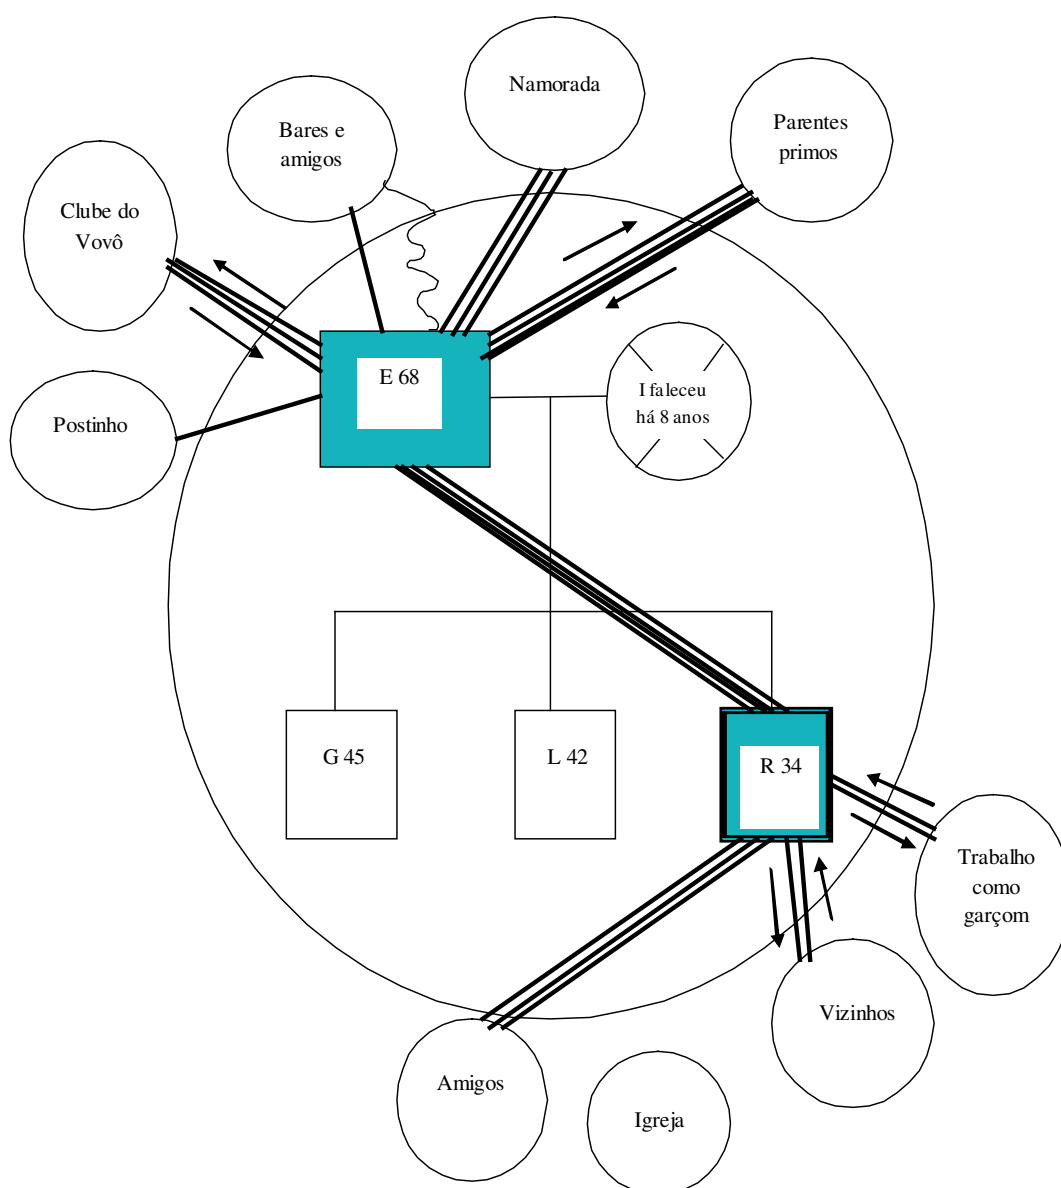 Namorada
Bares e
amigos
Parentes
primos
Clube do
Vovô
E 68
I faleceu
há 8 anos
Postinho
G 45
L 42
R 34
Trabalho
como
garçom
Vizinhos
Amigos
Igreja